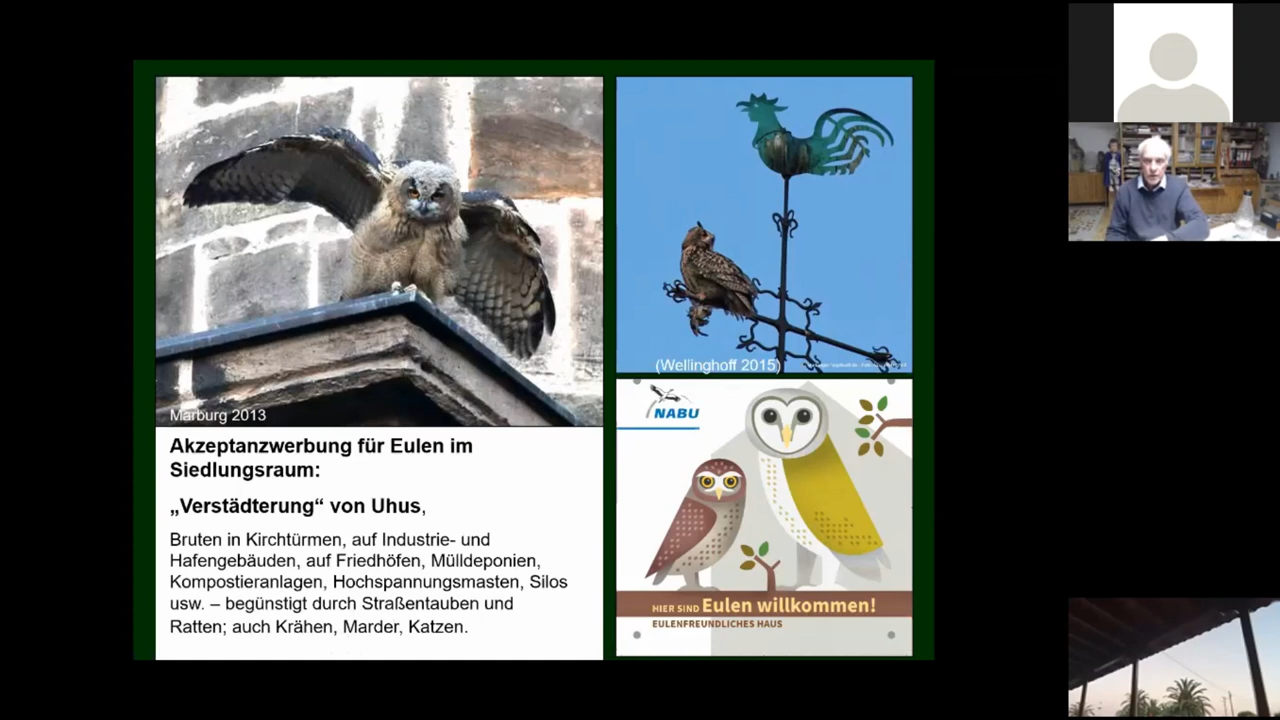 Marburg 2013
Akzeptanzwerbung für Eulen im
Siedlungsraum:
„Verstädterung“ von Uhus,
Bruten in Kirchtürmen, auf Industrie- und
Hafengebäuden, auf Friedhöfen, Mülldeponien,
Kompostieranlagen, Hochspannungsmasten, Silos
usw. – begünstigt durch Straßentauben und
Ratten; auch Krähen, Marder, Katzen.
(Wellinghoff 2015)
NABU
HIER SIND Eulen willkommen!
EULENFREUNDLICHES HAUS